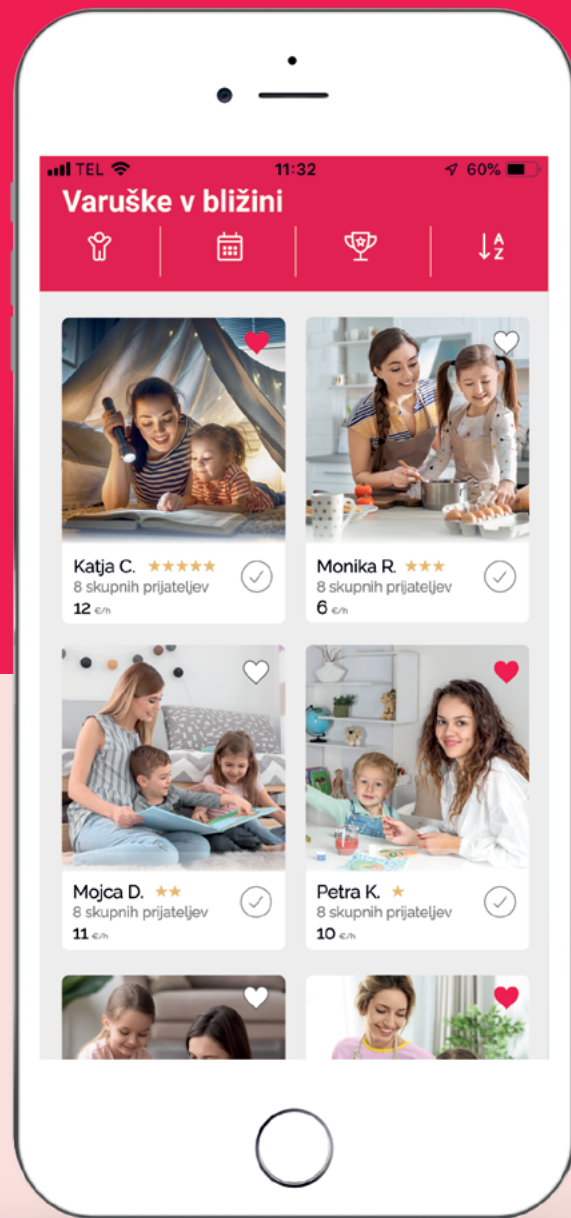 TEL 11:32 60%
Varuške v bližini
A
Z
Katja C.
8 skupnih prijateljev
12 €/h
Monika R.
8 skupnih prijateljev
6 €/h
Mojca D.
8 skupnih prijateljev
11 €/h
Petra K.
8 skupnih prijateljev
10 €/h